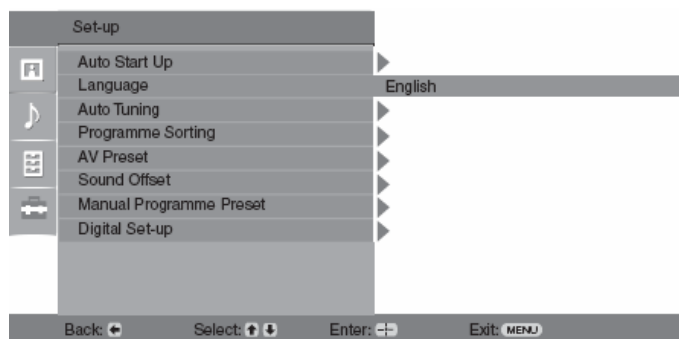 Set-up
Auto Start Up
Language English
Auto Tuning
Programme Sorting
AV Preset
Sound Offset
Manual Programme Preset
Digital Set-up
Back: Select: Enter: Exit: MENU